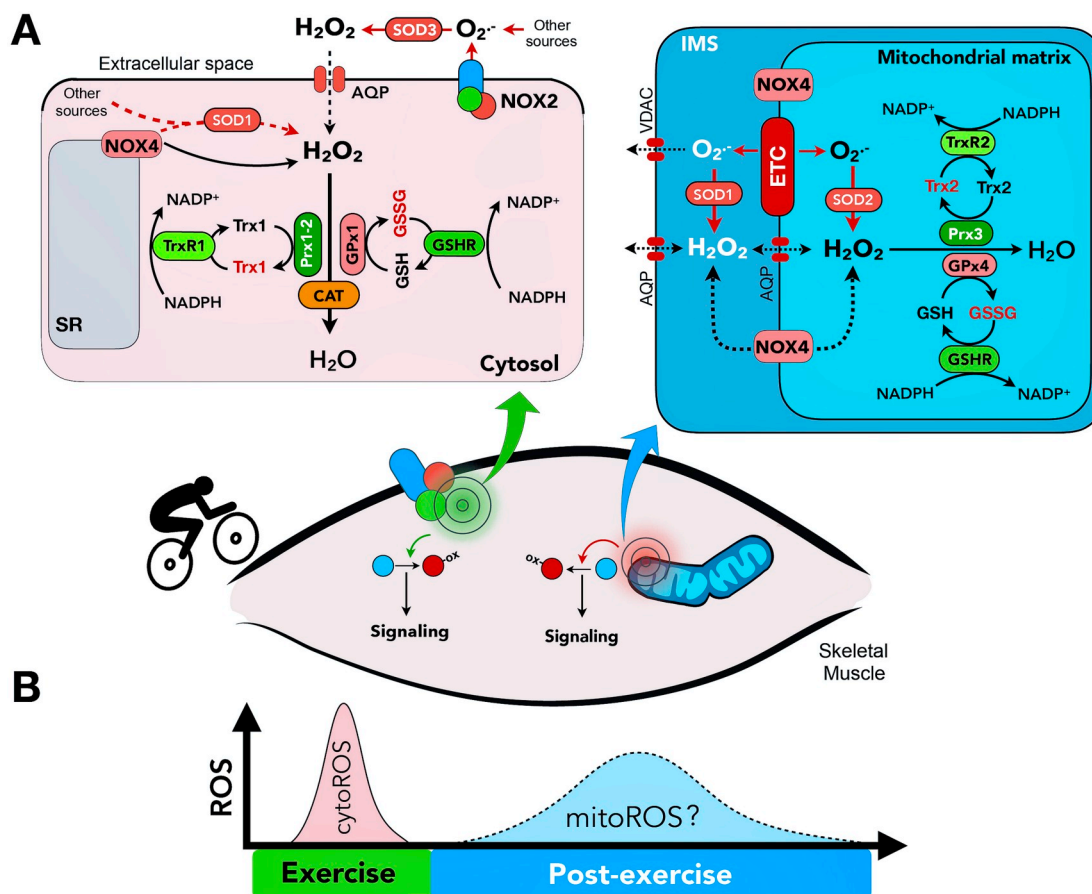 A
Extracellular space
H₂O₂
SOD3
O₂·-
Other
sources
AQP
NOX2
Other
sources
SOD1
NOX4
H₂O₂
NADP⁺
TrxR1
NADPH
Trx1
Trx1
Prx1-2
GPx1
GSSG
GSH
GSHR
NADP⁺
NADPH
CAT
SR
H₂O
Cytosol
IMS
Mitochondrial matrix
NOX4
VDAC
O₂·-
ETC
O₂·-
SOD1
SOD2
H₂O₂
H₂O₂
AQP
AQP
NOX4
NADP⁺
NADPH
TrxR2
Trx2
Trx2
Prx3
H₂O
GPx4
GSH
GSSG
GSHR
NADPH
NADP⁺
ox
Signaling
ox
Signaling
Skeletal
Muscle
B
ROS
cytoROS
mitoROS?
Exercise
Post-exercise